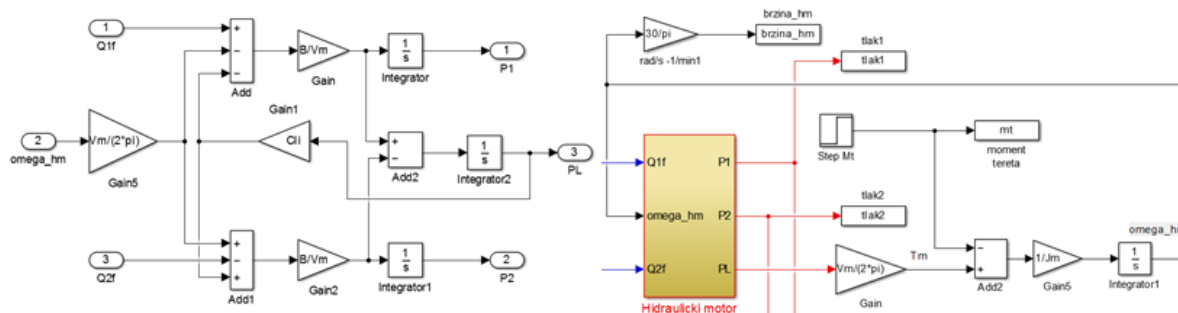 1
Q1f
+
−
−
Add
B/Vm
Gain
1
s
Integrator
1
P1
2
omega_hm
Vm/(2*pi)
Gain5
Gain1
Cli
+
−
Add2
1
s
Integrator2
3
PL
3
Q2f
+
−
+
Add1
B/Vm
Gain2
1
s
Integrator1
2
P2
30/pi
rad/s -1/min1
brzina_hm
brzina_hm
tlak1
tlak1
Step Mt
mt
moment
tereta
Q1f
omega_hm
Q2f
P1
P2
PL
Hidraulicki motor
tlak2
tlak2
Vm/(2*pi)
Gain
Tm
−
+
Add2
1/Jm
Gain5
1
s
Integrator1
omega_h